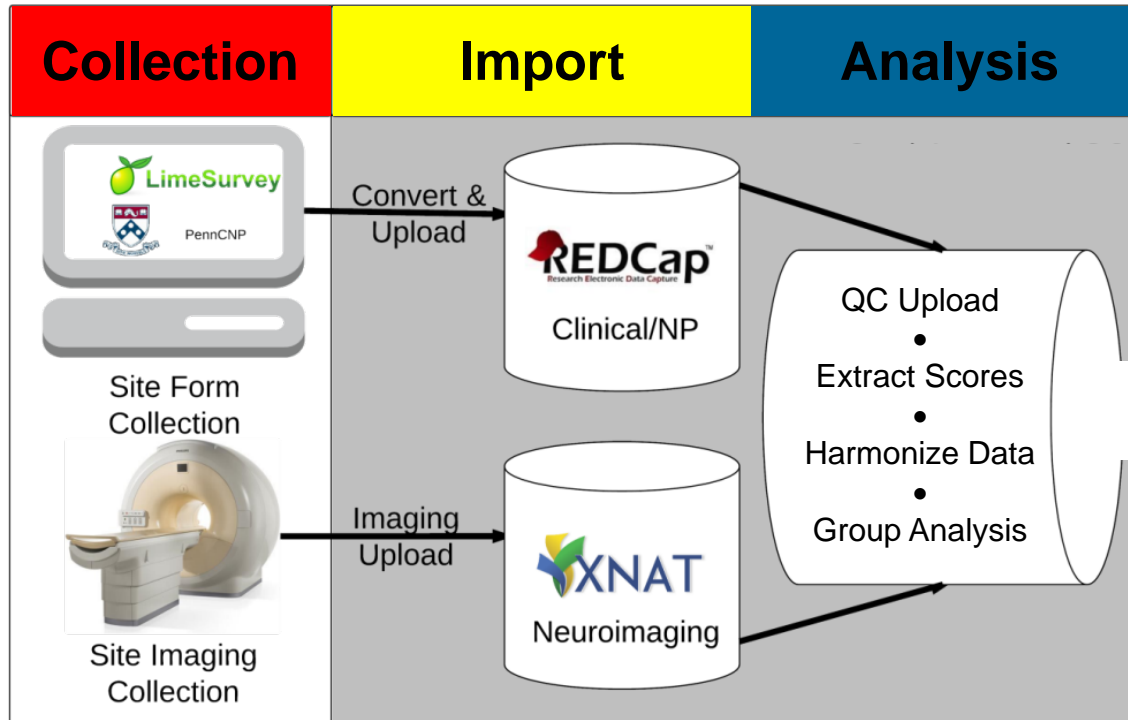 Collection
Import
Analysis
LimeSurvey
PennCNP
Convert &
Upload
REDCap™
Research Electronic Data Capture
Clinical/NP
Site Form
Collection
QC Upload
•
Extract Scores
•
Harmonize Data
•
Group Analysis
Imaging
Upload
XNAT
Neuroimaging
Site Imaging
Collection